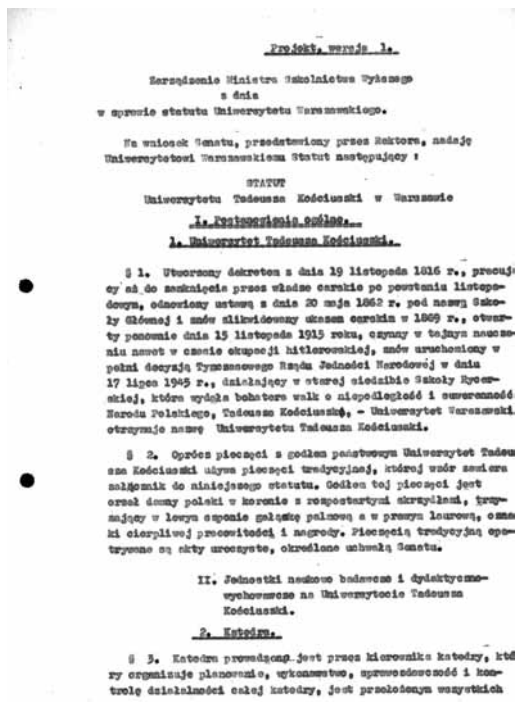 Projekt, wersja 1.
Zarządzenie Ministra Szkolnictwa Wyższego
z dnia
w sprawie statutu Uniwersytetu Warszawskiego.
Na wniosek Senatu, przedstawiony przez Rektora, nadaję
Uniwersytetowi Warszawskiemu Statut następujący :
STATUT
Uniwersytetu Tadeusza Kościuszki w Warszawie
I. Postanowienia ogólne.
1. Uniwersytet Tadeusza Kościuszki.
§ 1. Utworzony dekretem z dnia 19 listopada 1816 r., pracują
cy aż do zamknięcia przez władze carskie po powstaniu listopa-
dowym, odnowiony ustawą z dnia 20 maja 1862 r. pod nazwą Szko-
ły Głównej i znów zlikwidowany ukazem carskim w 1869 r., otwar-
ty ponownie dnia 15 listopada 1915 roku, czynny w tajnym naucza-
niu nawet w czasie okupacji hitlerowskiej, znów uruchomiony w
pełni decyzją Tymczasowego Rządu Jedności Narodowej w dniu
17 lipca 1945 r., działający w starej siedzibie Szkoły Rycer-
skiej, która wydała bohatera walk o niepodległość i suwerenność
Narodu Polskiego, Tadeusza Kościuszkę, - Uniwersytet Warszawski
otrzymuje nazwę Uniwersytetu Tadeusza Kościuszki.
§ 2. Oprócz pieczęci z godłem państwowym Uniwersytet Tadeu
sza Kościuszki używa pieczęci tradycyjnej, której wzór zawiera
załącznik do niniejszego statutu. Godłem tej pieczęci jest
orzeł dawny polski w koronie z rozpostartymi skrzydłami, trzy-
mający w lewym szponie gałązkę palmową a w prawym laurową, ozna
ki cierpliwej pracowitości i nagrody. Pieczęcią tradycyjną opa-
trywane są akty uroczyste, określone uchwałą Senatu.
II. Jednostki naukowo badawcze i dydaktyczno-
wychowawcze na Uniwersytecie Tadeusza
Kościuszki.
2. Katedra.
§ 3. Katedra prowadzona jest przez kierownika katedry, któ
ry organizuje planowanie, wykonawstwo, sprawozdawczość i kon-
trolę działalności całej katedry, jest przełożonym wszystkich